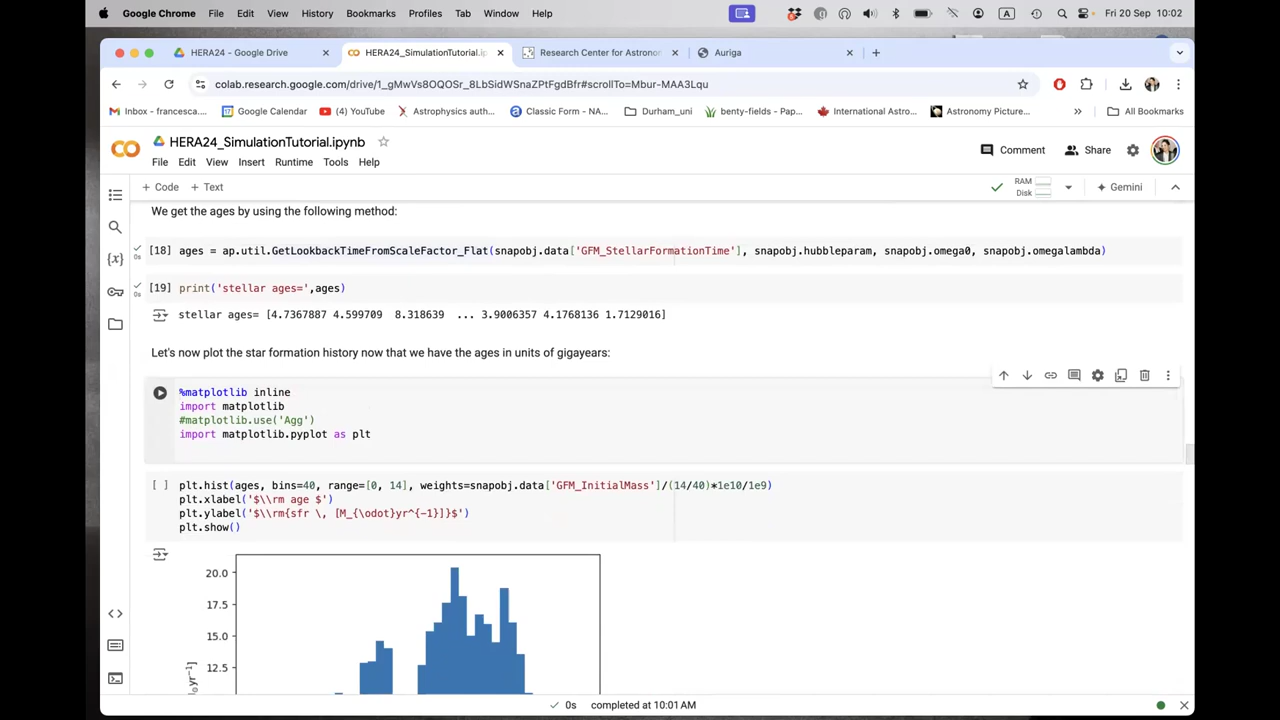 Google Chrome File Edit View History Bookmarks Profiles Tab Window Help A Fri 20 Sep 10:02
HERA24 - Google Drive HERA24_SimulationTutorial.ip Research Center for Astronom Auriga
colab.research.google.com/drive/1_gMwVs8OQOSr_8LbSidWSnaZPtFgdBfr#scrollTo=Mbur-MAA3Lqu
Inbox - francesca.... Google Calendar (4) YouTube Astrophysics auth... Classic Form - NA... Durham_uni benty-fields - Pap... International Astro... Astronomy Picture... » All Bookmarks
HERA24_SimulationTutorial.ipynb
File Edit View Insert Runtime Tools Help
Comment Share
+ Code + Text
RAM
Disk
Gemini
We get the ages by using the following method:
[18] ages = ap.util.GetLookbackTimeFromScaleFactor_Flat(snapobj.data['GFM_StellarFormationTime'], snapobj.hubbleparam, snapobj.omega0, snapobj.omegalambda)
0s
[19] print('stellar ages=',ages)
0s
stellar ages= [4.7367887 4.599709 8.318639 ... 3.9006357 4.1768136 1.7129016]
Let's now plot the star formation history now that we have the ages in units of gigayears:
%matplotlib inline
import matplotlib
#matplotlib.use('Agg')
import matplotlib.pyplot as plt
[ ] plt.hist(ages, bins=40, range=[0, 14], weights=snapobj.data['GFM_InitialMass']/(14/40)*1e10/1e9)
plt.xlabel('$\\rm age $')
plt.ylabel('$\\rm{sfr \, [M_{\odot}yr^{-1}]}$')
plt.show()
20.0
17.5
15.0
12.5
yr⁻¹]
0s completed at 10:01 AM